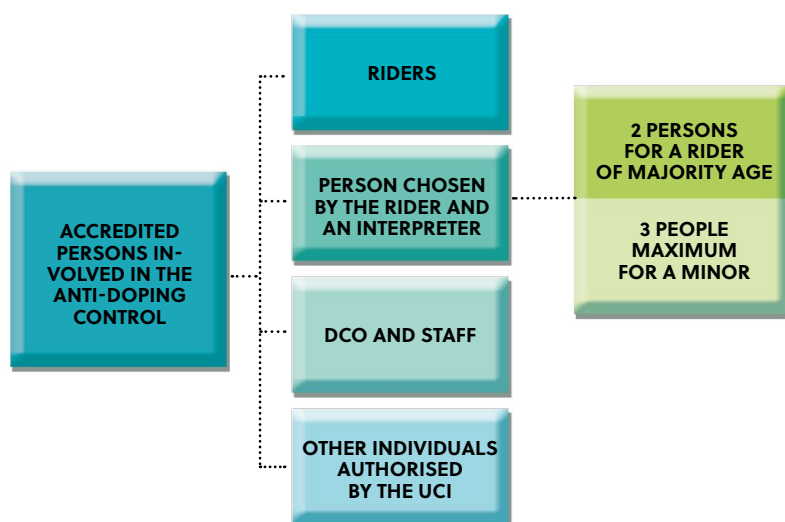 ACCREDITED
PERSONS IN-
VOLVED IN THE
ANTI-DOPING
CONTROL
RIDERS
PERSON CHOSEN
BY THE RIDER AND
AN INTERPRETER
2 PERSONS
FOR A RIDER
OF MAJORITY AGE
3 PEOPLE
MAXIMUM
FOR A MINOR
DCO AND STAFF
OTHER INDIVIDUALS
AUTHORISED
BY THE UCI